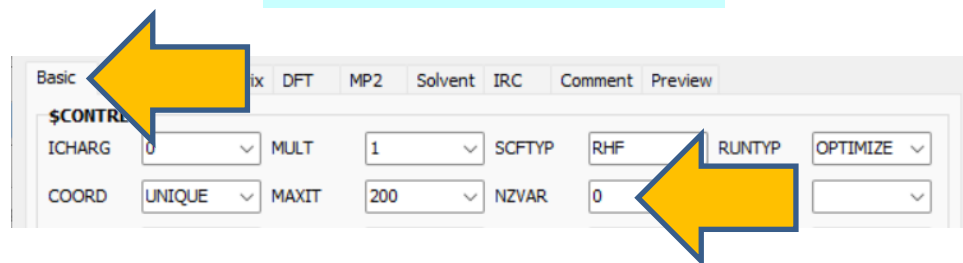 Basic ix DFT MP2 Solvent IRC Comment Preview
$CONTRL
ICHARG 0 MULT 1 SCFTYP RHF RUNTYP OPTIMIZE
COORD UNIQUE MAXIT 200 NZVAR 0